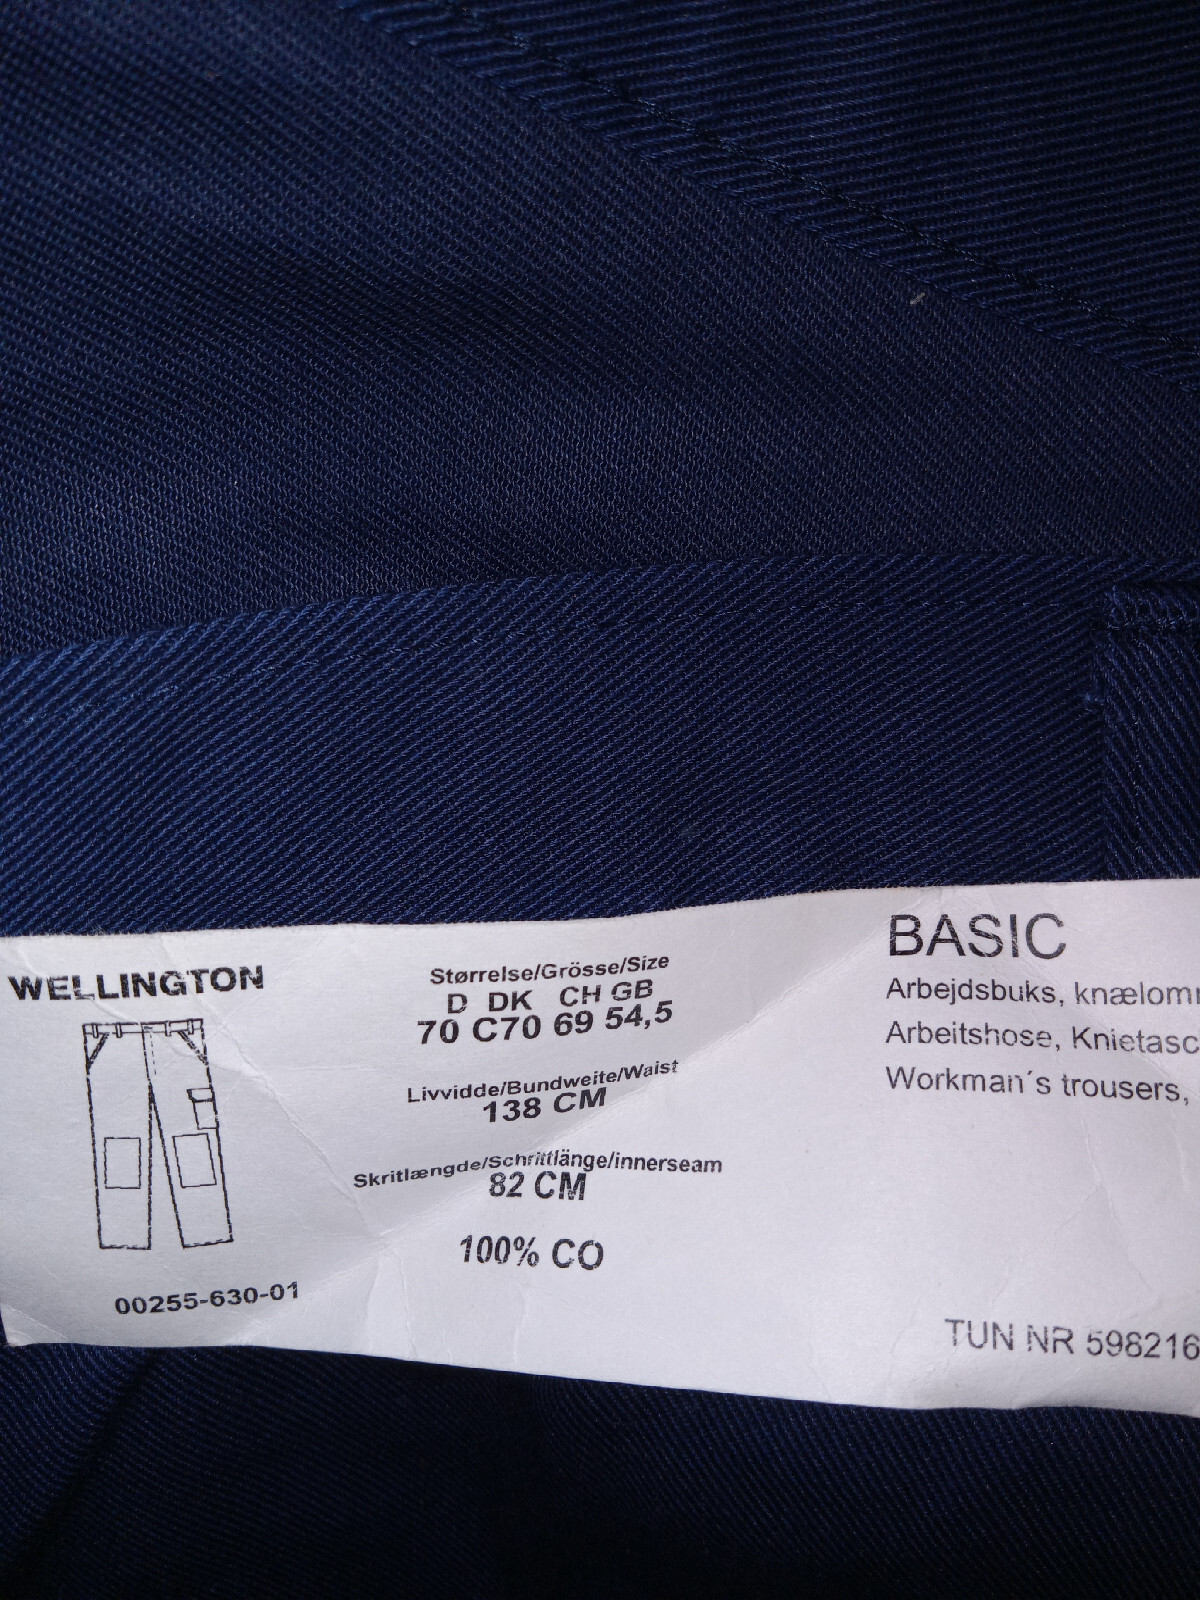 WELLINGTON
00255-630-01
Størrelse/Grösse/Size
D DK CH GB
70 C70 69 54,5
Livvidde/Bundweite/Waist
138 CM
Skritlængde/Schrittlänge/innerseam
82 CM
100% CO
BASIC
Arbejdsbuks,
Arbeitshose,
Workman´s trousers,
TUN NR 598216